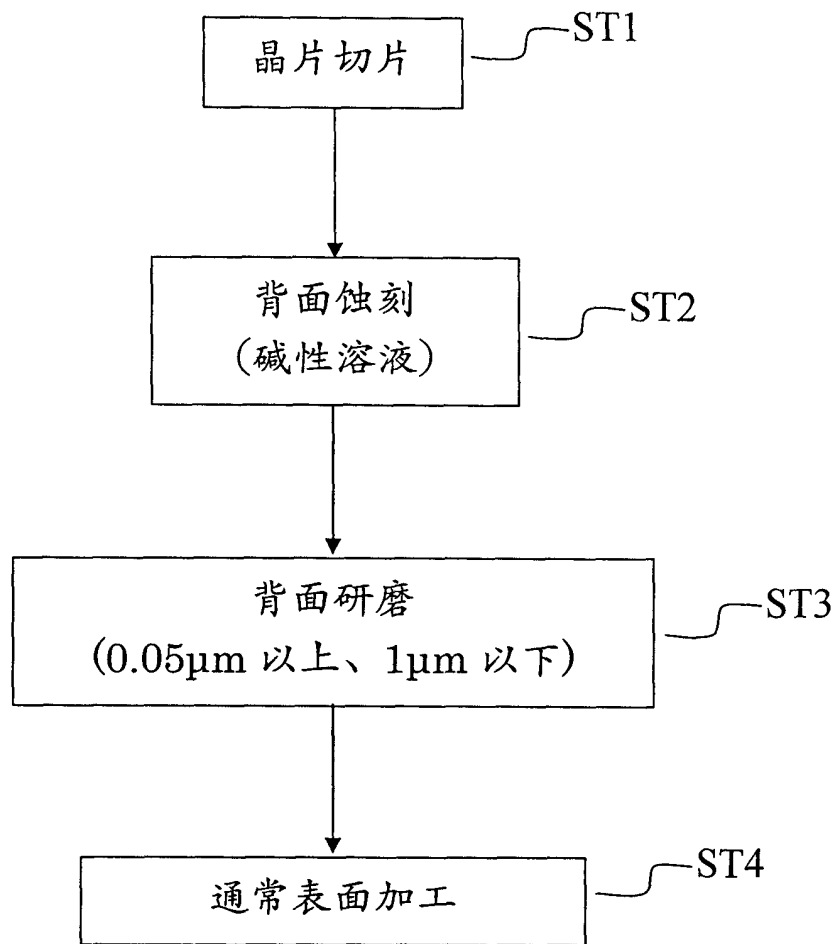 晶片切片
ST1
背面蚀刻
(碱性溶液)
ST2
背面研磨
(0.05μm 以上、1μm 以下)
ST3
通常表面加工
ST4